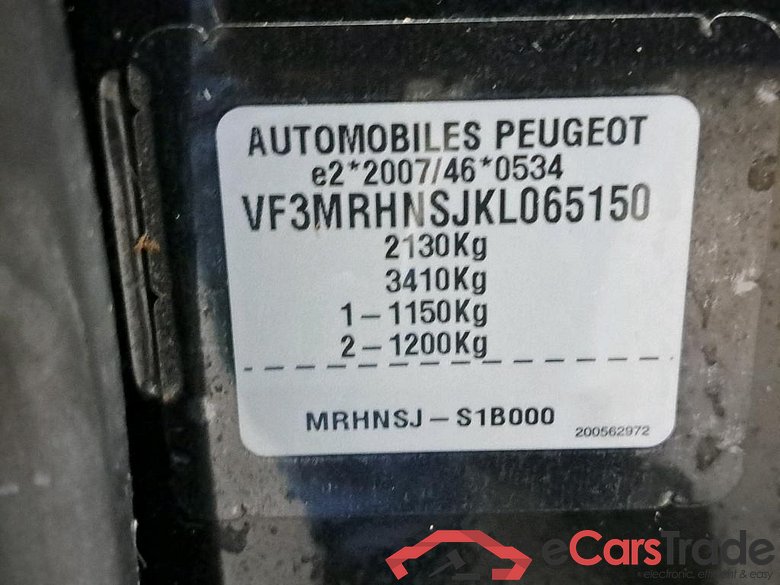 AUTOMOBILES PEUGEOT
e2*2007/46*0534
VF3MRHNSJKL065150
2130Kg
3410Kg
1-1150Kg
2-1200Kg
MRHNSJ-S1B000
200562972
eCarsTrade
electronic, efficient & easy